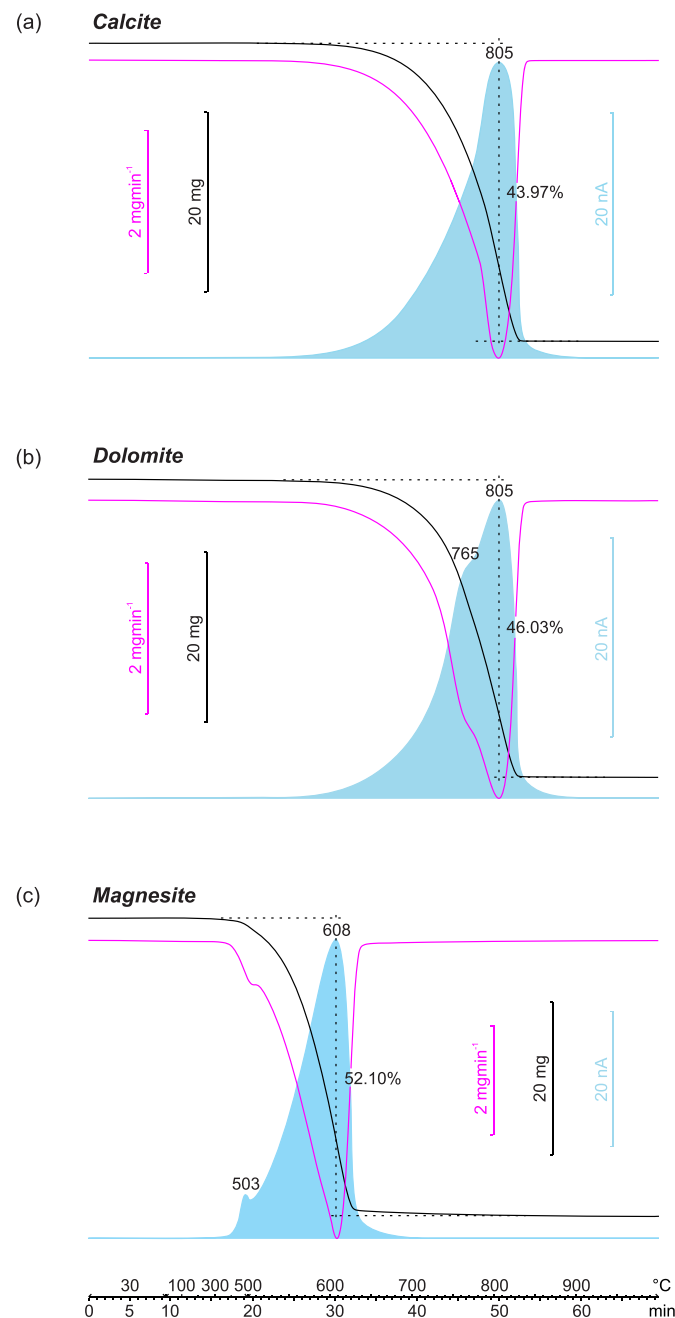 (a) Calcite
805
2 mgmin⁻¹
20 mg
43.97%
20 nA
(b) Dolomite
805
765
2 mgmin⁻¹
20 mg
46.03%
20 nA
(c) Magnesite
608
503
52.10%
2 mgmin⁻¹
20 mg
20 nA
30 100 300 500 600 700 800 900 °C
0 5 10 20 30 40 50 60 min